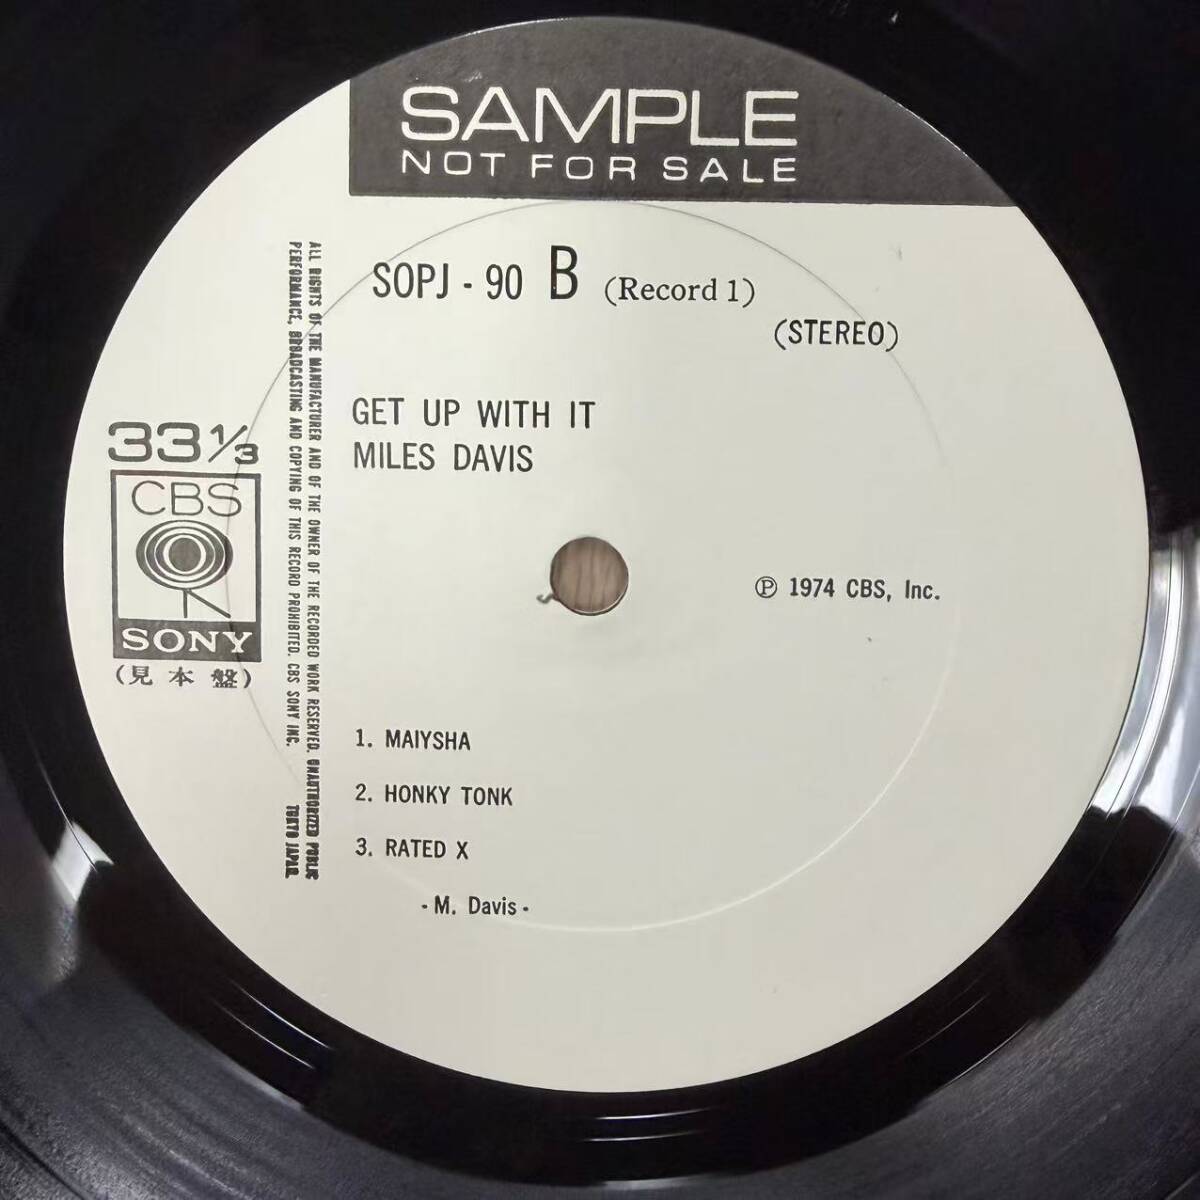 SAMPLE
NOT FOR SALE
SOPJ - 90 B (Record 1)
(STEREO)
GET UP WITH IT
MILES DAVIS
33⅓
CBS
SONY
(見本盤)
℗ 1974 CBS, Inc.
1. MAIYSHA
2. HONKY TONK
3. RATED X
- M. Davis -
ALL RIGHTS OF THE MANUFACTURER AND OF THE OWNER OF THE RECORDED WORK RESERVED. UNAUTHORIZED PUBLIC
PERFORMANCE, BROADCASTING AND COPYING OF THIS RECORD PROHIBITED. CBS SONY INC. TOKYO JAPAN.